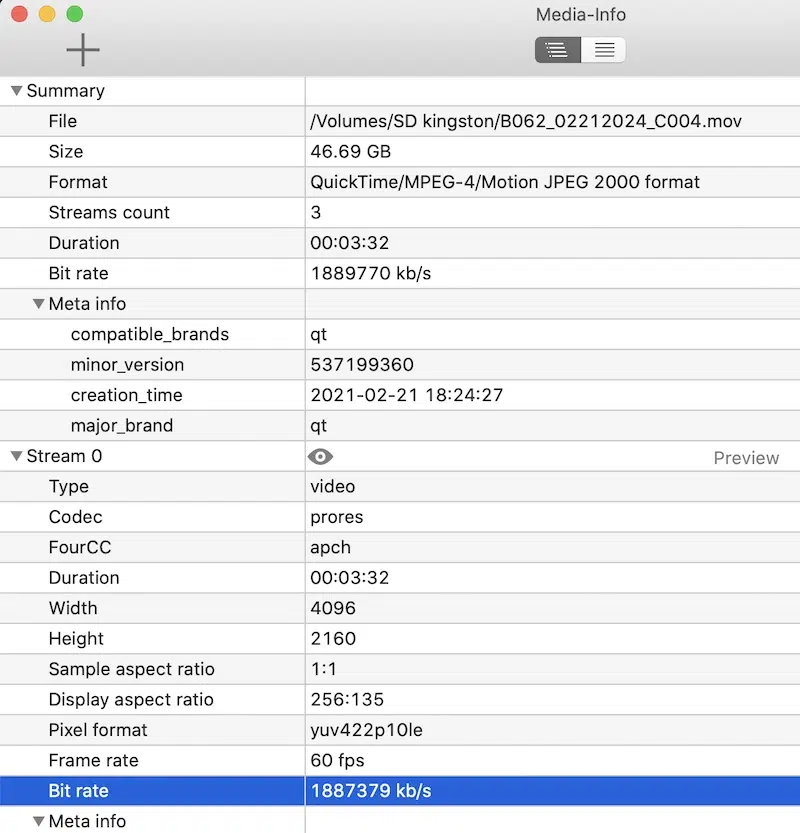 Media-Info
Summary
File /Volumes/SD kingston/B062_02212024_C004.mov
Size 46.69 GB
Format QuickTime/MPEG-4/Motion JPEG 2000 format
Streams count 3
Duration 00:03:32
Bit rate 1889770 kb/s
Meta info
compatible_brands qt
minor_version 537199360
creation_time 2021-02-21 18:24:27
major_brand qt
Stream 0 Preview
Type video
Codec prores
FourCC apch
Duration 00:03:32
Width 4096
Height 2160
Sample aspect ratio 1:1
Display aspect ratio 256:135
Pixel format yuv422p10le
Frame rate 60 fps
Bit rate 1887379 kb/s
Meta info